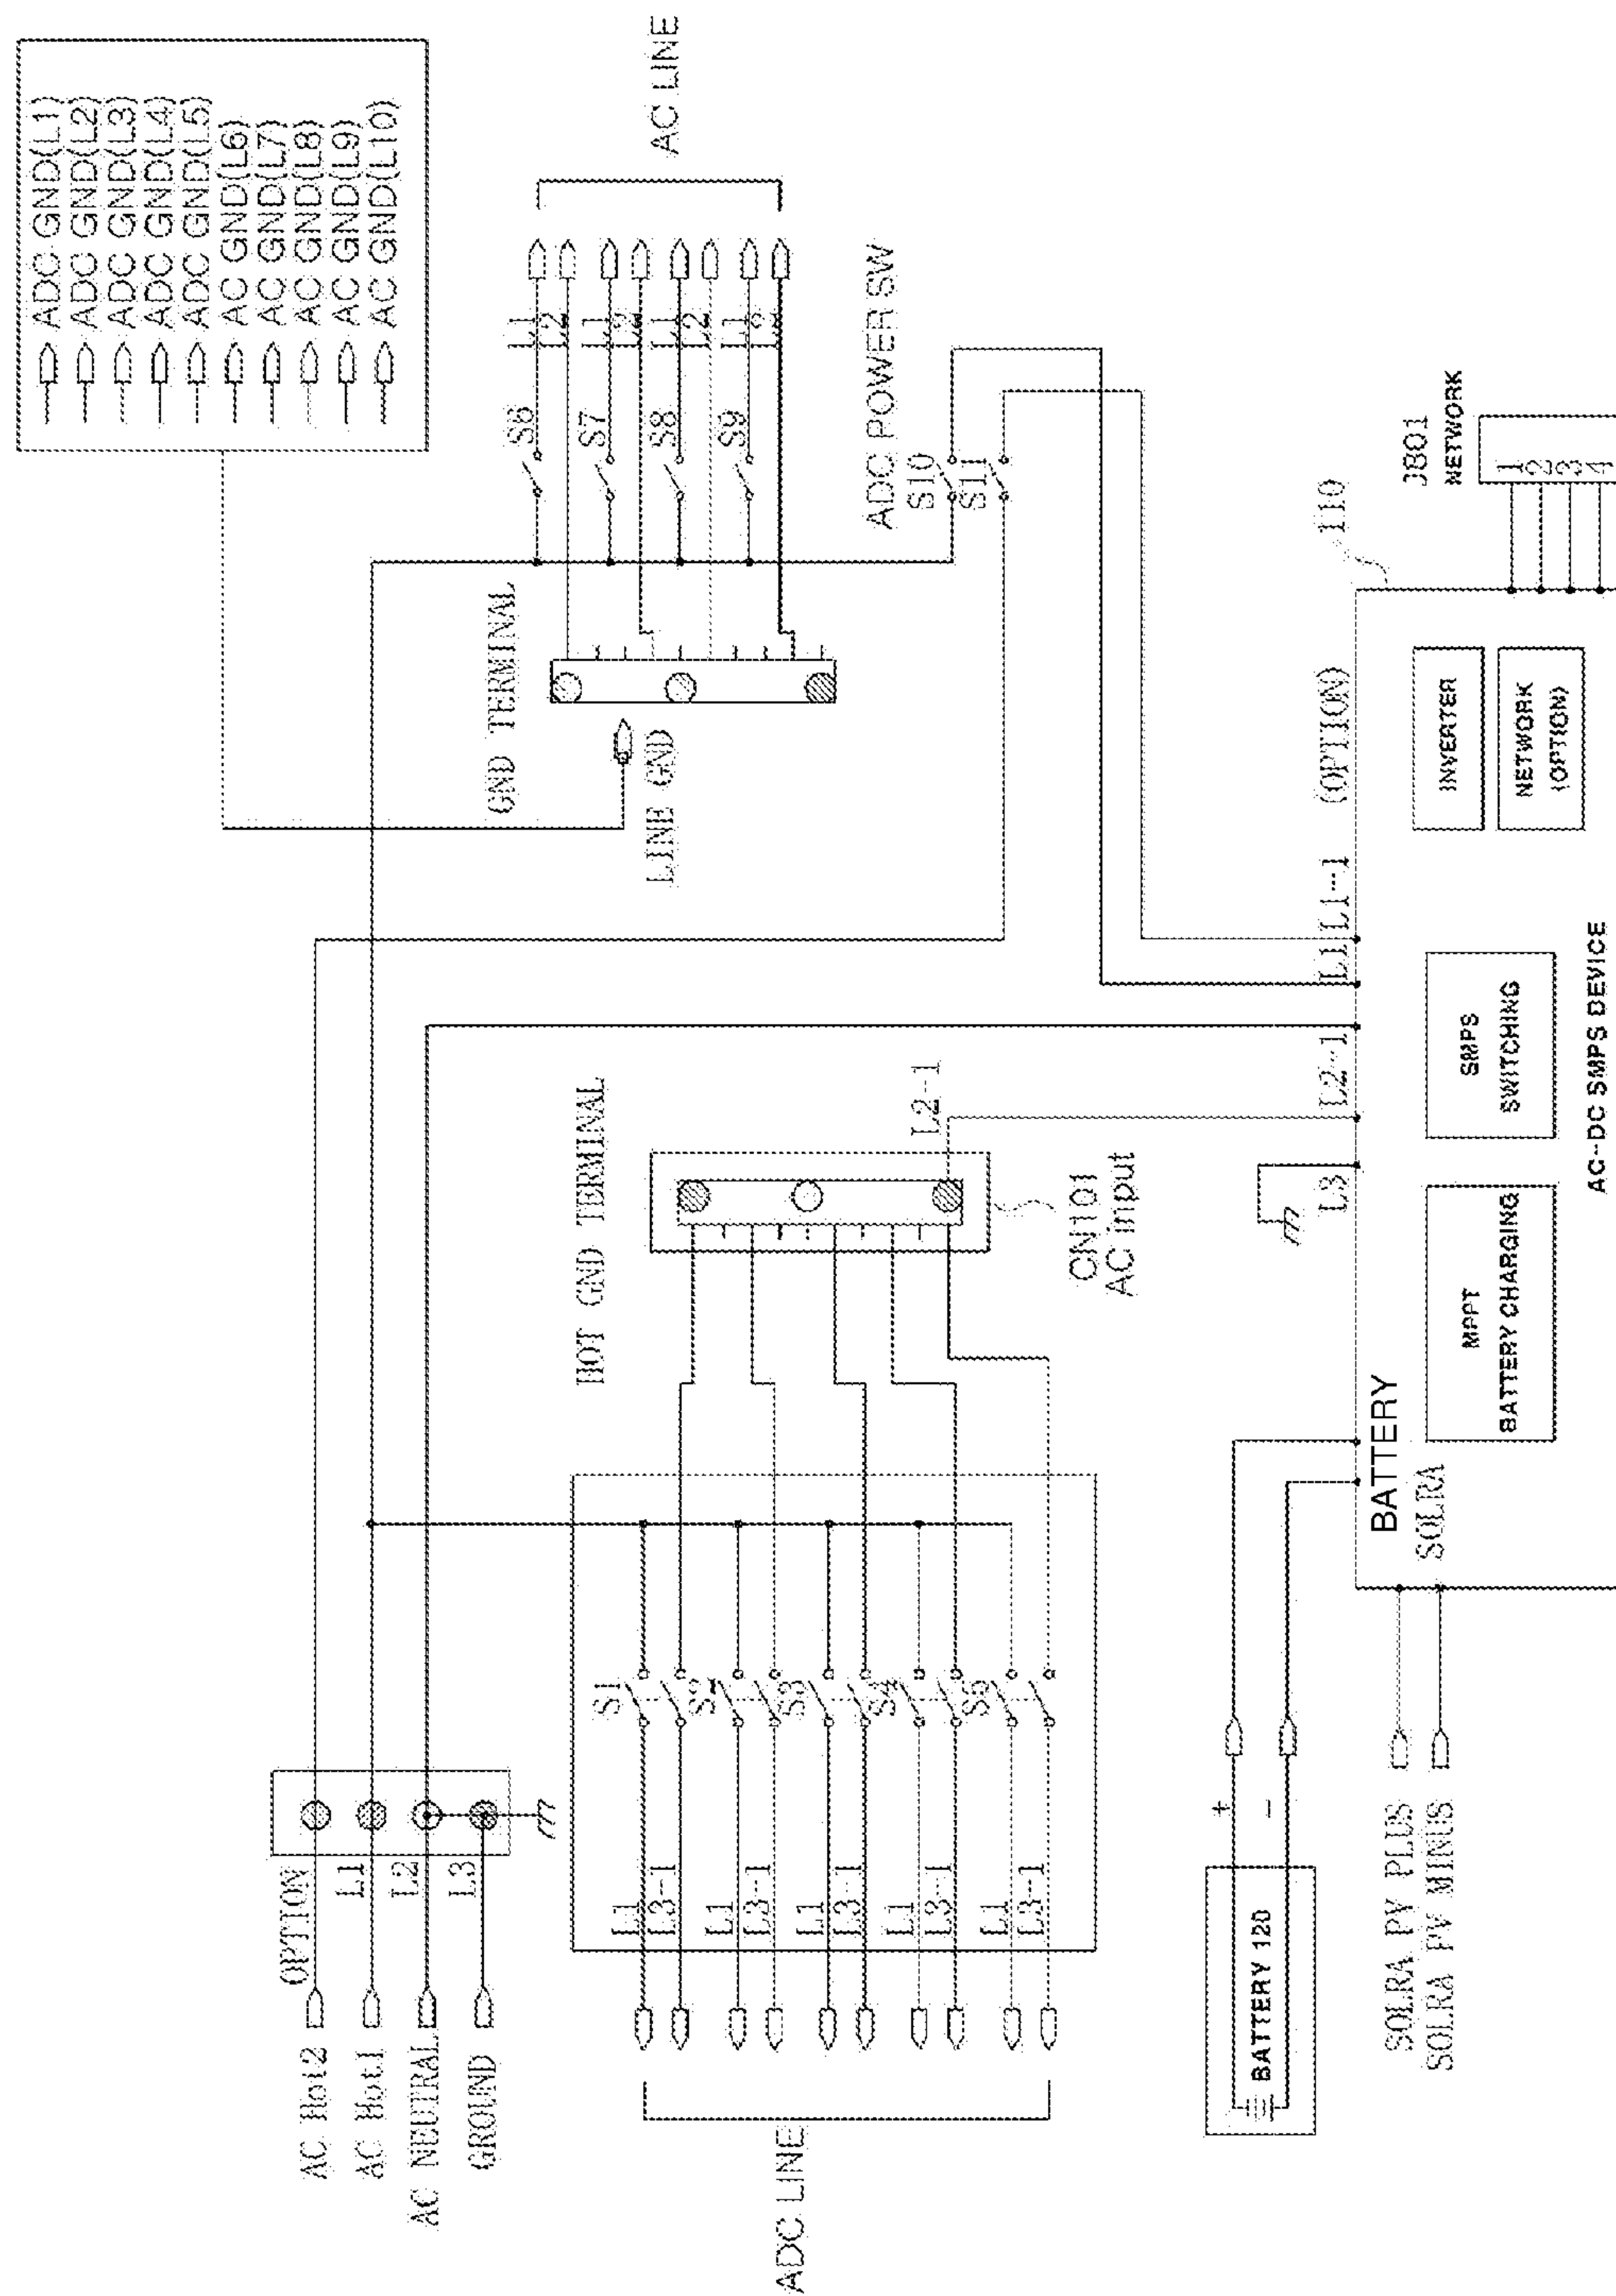 AC Hot2
AC Hot1
AC NEUTRAL
GROUND
OPTION
L1
L2
L3
ADC GND(L1)
ADC GND(L2)
ADC GND(L3)
ADC GND(L4)
ADC GND(L5)
AC GND(L6)
AC GND(L7)
AC GND(L8)
AC GND(L9)
AC GND(L10)
ADC LINE
L1
L3-1
L1
L3-1
L1
L3-1
L1
L3-1
L1
L3-1
S1
S2
S3
S4
S5
HOT GND TERMINAL
L2-1
CN101
AC input
GND TERMINAL
LINE GND
S6
S7
S8
S9
L1
L2
L1
L2
L1
L2
L1
AC LINE
ADC POWER SW
S10
S11
BATTERY 120
+
-
SOLRA PV PLUS
SOLRA PV MINUS
BATTERY
SOLRA
L3
L2-1
L1
L1-1
(OPTION)
110
MPPT
BATTERY CHARGING
SMPS
SWITCHING
INVERTER
NETWORK
(OPTION)
AC-DC SMPS DEVICE
J801
NETWORK
1
2
3
4